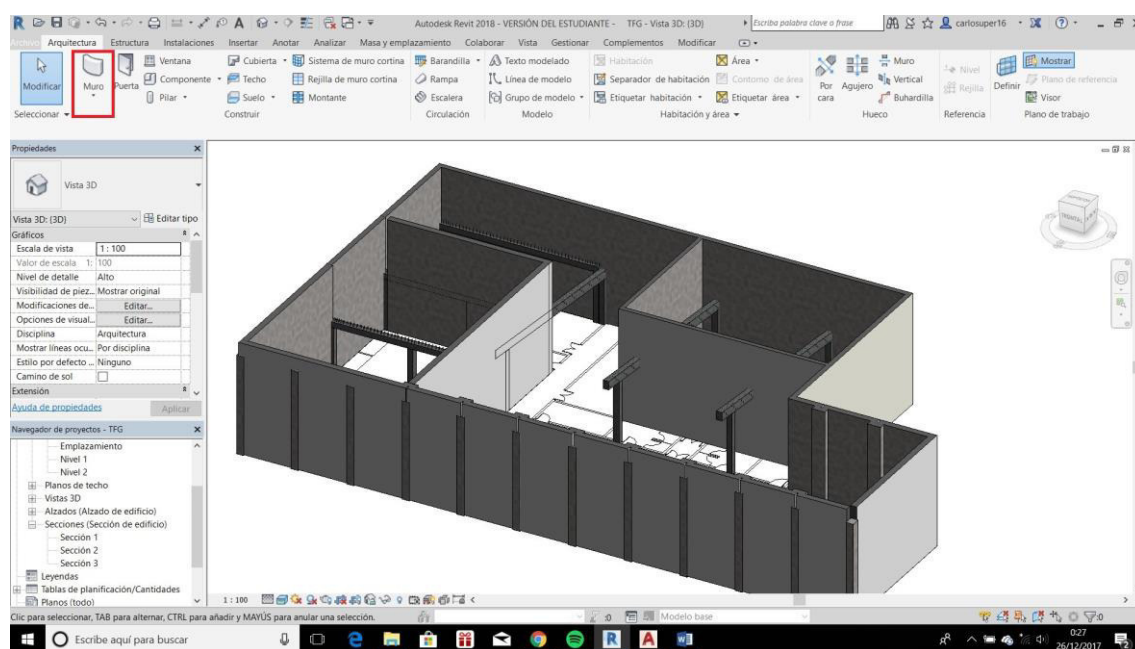 Autodesk Revit 2018 - VERSIÓN DEL ESTUDIANTE - TFG - Vista 3D: {3D} Escriba palabra clave o frase carlosuper16
Archivo Arquitectura Estructura Instalaciones Insertar Anotar Analizar Masa y emplazamiento Colaborar Vista Gestionar Complementos Modificar
Modificar
Muro
Puerta
Ventana
Componente
Pilar
Cubierta
Techo
Suelo
Sistema de muro cortina
Rejilla de muro cortina
Montante
Barandilla
Rampa
Escalera
Texto modelado
Línea de modelo
Grupo de modelo
Habitación
Separador de habitación
Etiquetar habitación
Área
Contorno de área
Etiquetar área
Por cara
Agujero
Muro
Vertical
Buhardilla
Nivel
Rejilla
Definir
Mostrar
Plano de referencia
Visor
Seleccionar Construir Circulación Modelo Habitación y área Hueco Referencia Plano de trabajo
Propiedades
Vista 3D
Vista 3D: {3D} Editar tipo
Gráficos
Escala de vista 1 : 100
Valor de escala 1: 100
Nivel de detalle Alto
Visibilidad de piez... Mostrar original
Modificaciones de... Editar...
Opciones de visual... Editar...
Disciplina Arquitectura
Mostrar líneas ocu... Por disciplina
Estilo por defecto ... Ninguno
Camino de sol
Extensión
Ayuda de propiedades Aplicar
Navegador de proyectos - TFG
Emplazamiento
Nivel 1
Nivel 2
Planos de techo
Vistas 3D
Alzados (Alzado de edificio)
Secciones (Sección de edificio)
Sección 1
Sección 2
Sección 3
Leyendas
Tablas de planificación/Cantidades
Planos (todo)
FRONTAL
1 : 100
Clic para seleccionar, TAB para alternar, CTRL para añadir y MAYÚS para anular una selección. :0 Modelo base :0
Escribe aquí para buscar
0:27
26/12/2017